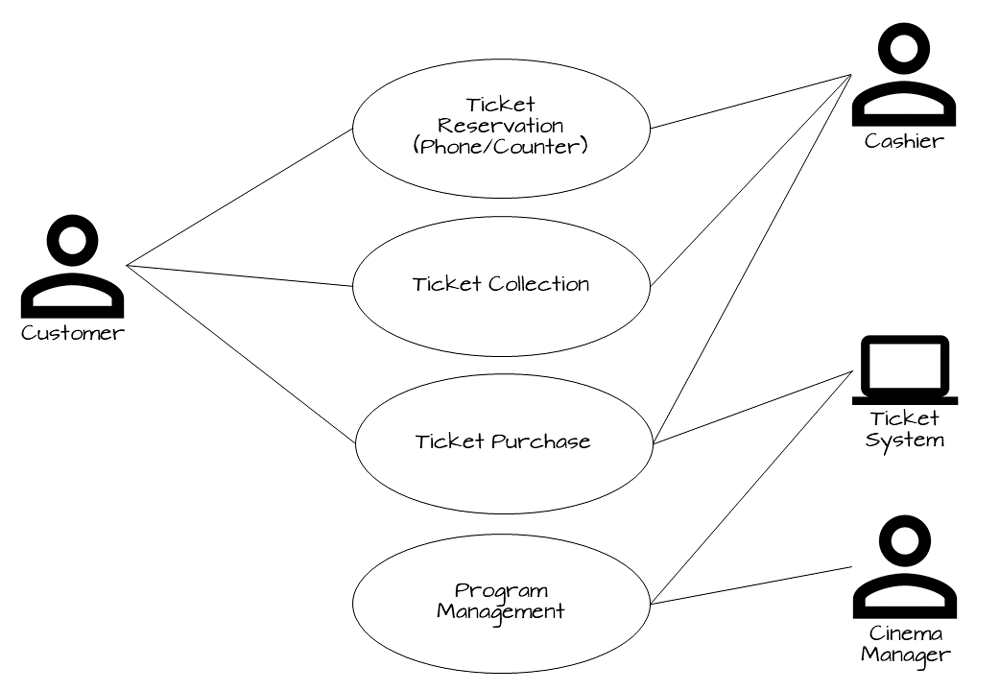 Ticket
Reservation
(Phone/Counter)
Cashier
Ticket Collection
Customer
Ticket Purchase
Ticket
System
Program
Management
Cinema
Manager